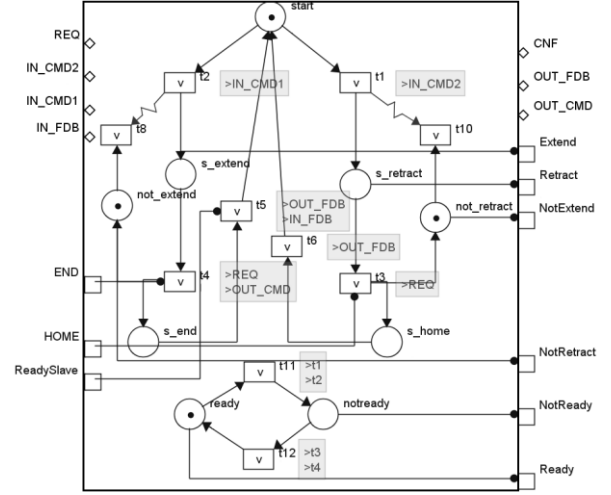 start
REQ
CNF
IN_CMD2
v
t2
>IN_CMD1
v
t1
>IN_CMD2
OUT_FDB
IN_CMD1
OUT_CMD
IN_FDB
v
t8
v
t10
Extend
s_extend
s_retract
Retract
not_extend
v
t5
>OUT_FDB
>IN_FDB
not_retract
NotExtend
v
t6
>OUT_FDB
END
v
t4
>REQ
>OUT_CMD
v
t3
>REQ
HOME
s_end
s_home
ReadySlave
NotRetract
v
t11
>t1
>t2
ready
notready
NotReady
v
t12
>t3
>t4
Ready